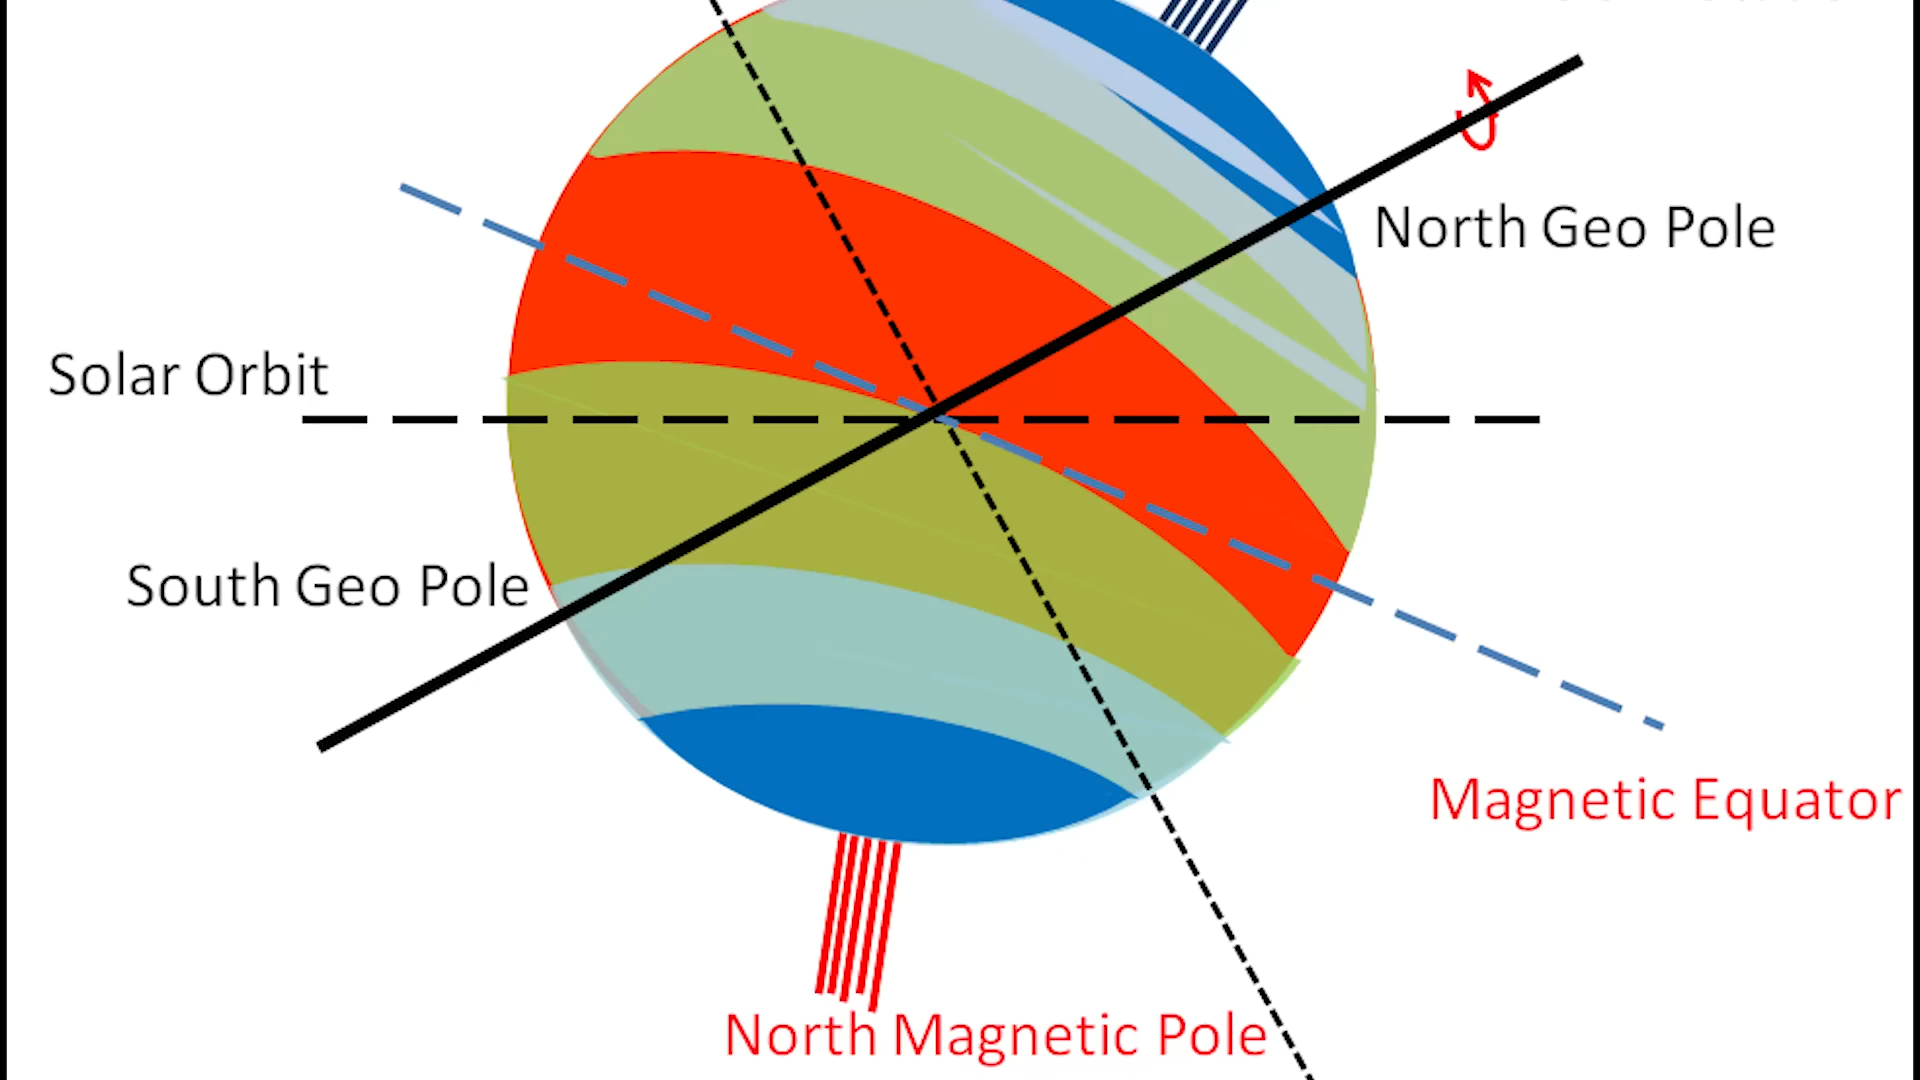 North Geo Pole
Solar Orbit
South Geo Pole
Magnetic Equator
North Magnetic Pole